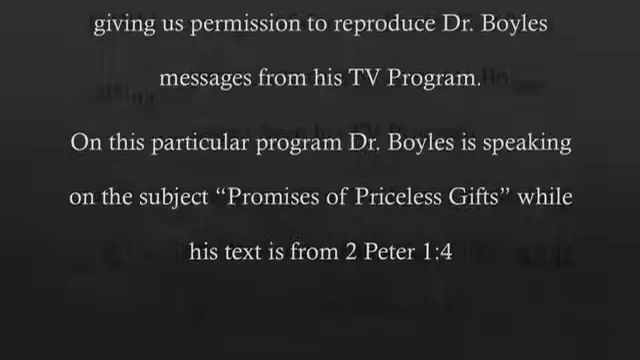 giving us permission to reproduce Dr. Boyles
messages from his TV Program.
On this particular program Dr. Boyles is speaking
on the subject “Promises of Priceless Gifts” while
his text is from 2 Peter 1:4